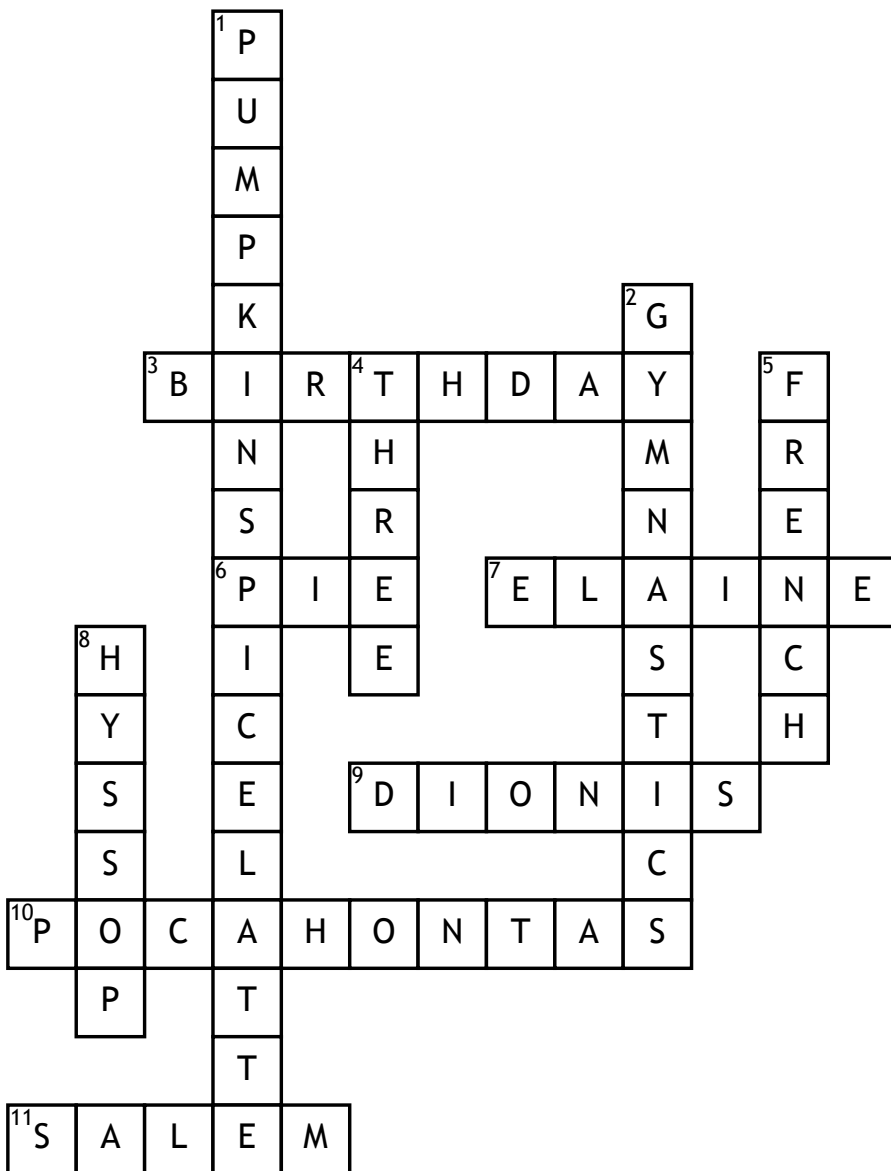 1 P
U
M
P
K 2 G
3 B I R 4 T H D A Y 5 F
N H M R
S R N E
6 P I E 7 E L A I N E
8 H I E S C
Y C T H
S E 9 D I O N I S
S L C
10 P O C A H O N T A S
P T
T
11 S A L E M